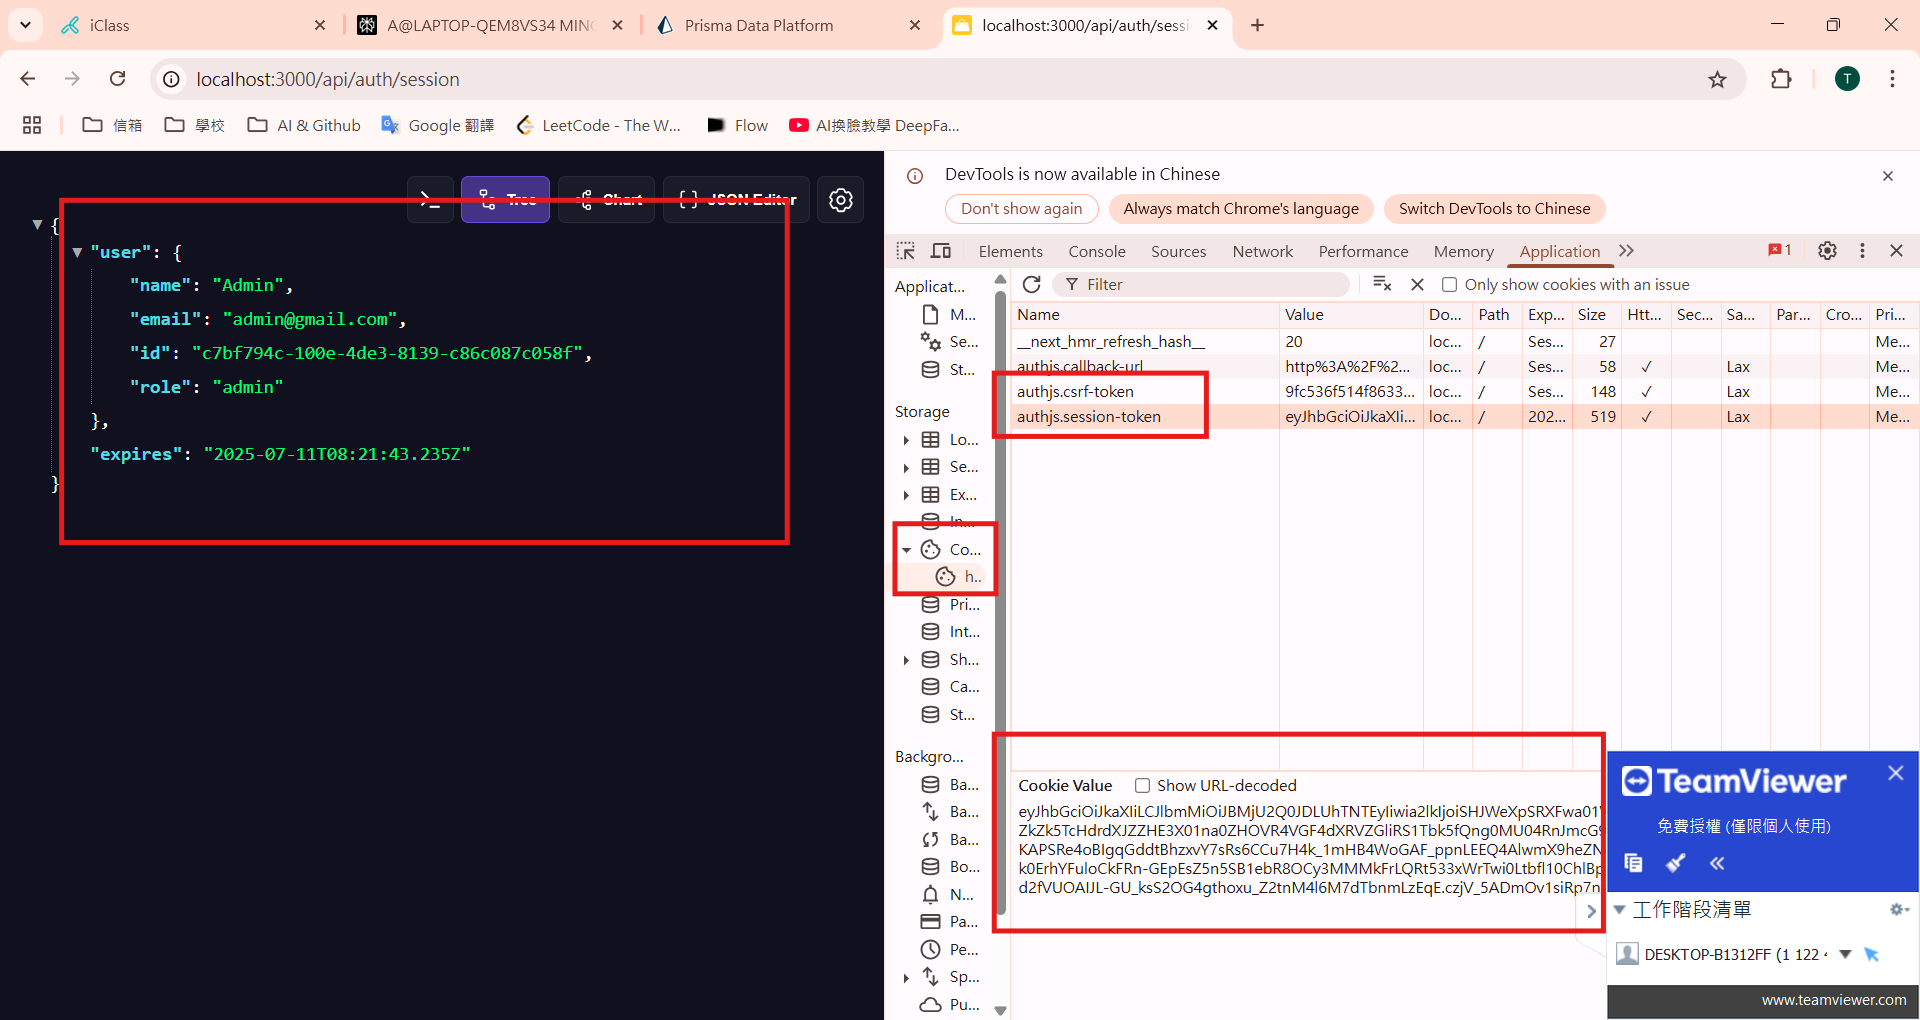 iClass
A@LAPTOP-QEM8VS34 MING
Prisma Data Platform
localhost:3000/api/auth/sessi
localhost:3000/api/auth/session
T
信箱
學校
AI & Github
Google 翻譯
LeetCode - The W...
Flow
AI換臉教學 DeepFa...
Tree
Chart
JSON Editor
{
"user": {
"name": "Admin",
"email": "admin@gmail.com",
"id": "c7bf794c-100e-4de3-8139-c86c087c058f",
"role": "admin"
},
"expires": "2025-07-11T08:21:43.235Z"
}
DevTools is now available in Chinese
Don't show again
Always match Chrome's language
Switch DevTools to Chinese
Elements
Console
Sources
Network
Performance
Memory
Application
1
Applicat...
M...
Se...
St...
Storage
Lo...
Se...
Ex...
In...
Co...
h..
Pri...
Int...
Sh...
Ca...
St...
Backgro...
Ba...
Ba...
Ba...
Bo...
N...
Pa...
Pe...
Sp...
Pu...
Filter
Only show cookies with an issue
Name Value Do... Path Exp... Size Htt... Sec... Sa... Par... Cro... Pri...
__next_hmr_refresh_hash__ 20 loc... / Ses... 27 Me...
authjs.callback-url http%3A%2F%2... loc... / Ses... 58 ✓ Lax Me...
authjs.csrf-token 9fc536f514f8633... loc... / Ses... 148 ✓ Lax Me...
authjs.session-token eyJhbGciOiJkaXIi... loc... / 202... 519 ✓ Lax Me...
Cookie Value
Show URL-decoded
eyJhbGciOiJkaXIiLCJlbmMiOiJBMjU2Q0JDLUhTNTEyIiwia2lkIjoiSHJWeXpSRXFwa01
ZkZk5TcHdrdXJZZHE3X01na0ZHOVR4VGF4dXRVZGliRS1Tbk5fQng0MU04RnJmcG9
KAPSRe4oBIgqGddtBhzxvY7sRs6CCu7H4k_1mHB4WoGAF_ppnLEEQ4AlwmX9heZN
k0ErhYFuloCkFRn-GEpEsZ5n5SB1ebR8OCy3MMMkFrLQRt533xWrTwi0Ltbfl10ChlBp
d2fVUOAIJL-GU_ksS2OG4gthoxu_Z2tnM4l6M7dTbnmLzEqE.czjV_5ADmOv1siRp7n
TeamViewer
免費授權 (僅限個人使用)
工作階段清單
DESKTOP-B1312FF (1 122
www.teamviewer.com